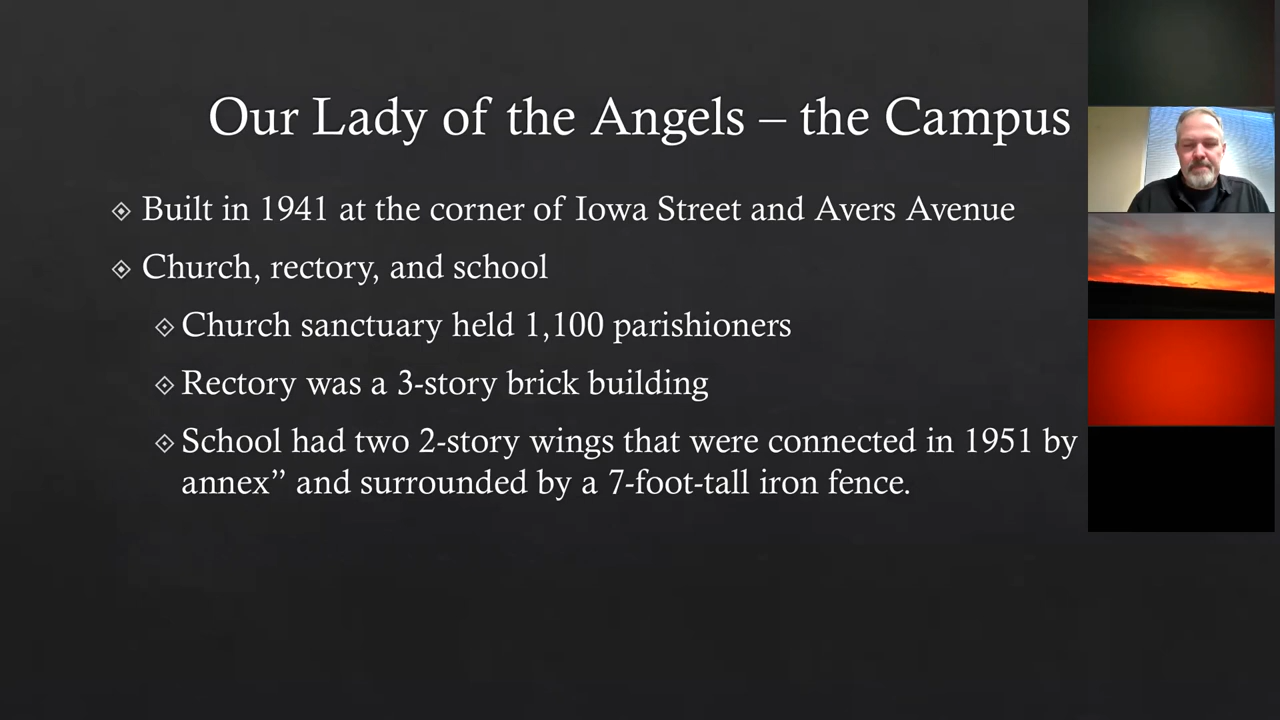 Our Lady of the Angels – the Campus
Built in 1941 at the corner of Iowa Street and Avers Avenue
Church, rectory, and school
Church sanctuary held 1,100 parishioners
Rectory was a 3-story brick building
School had two 2-story wings that were connected in 1951 by
annex” and surrounded by a 7-foot-tall iron fence.